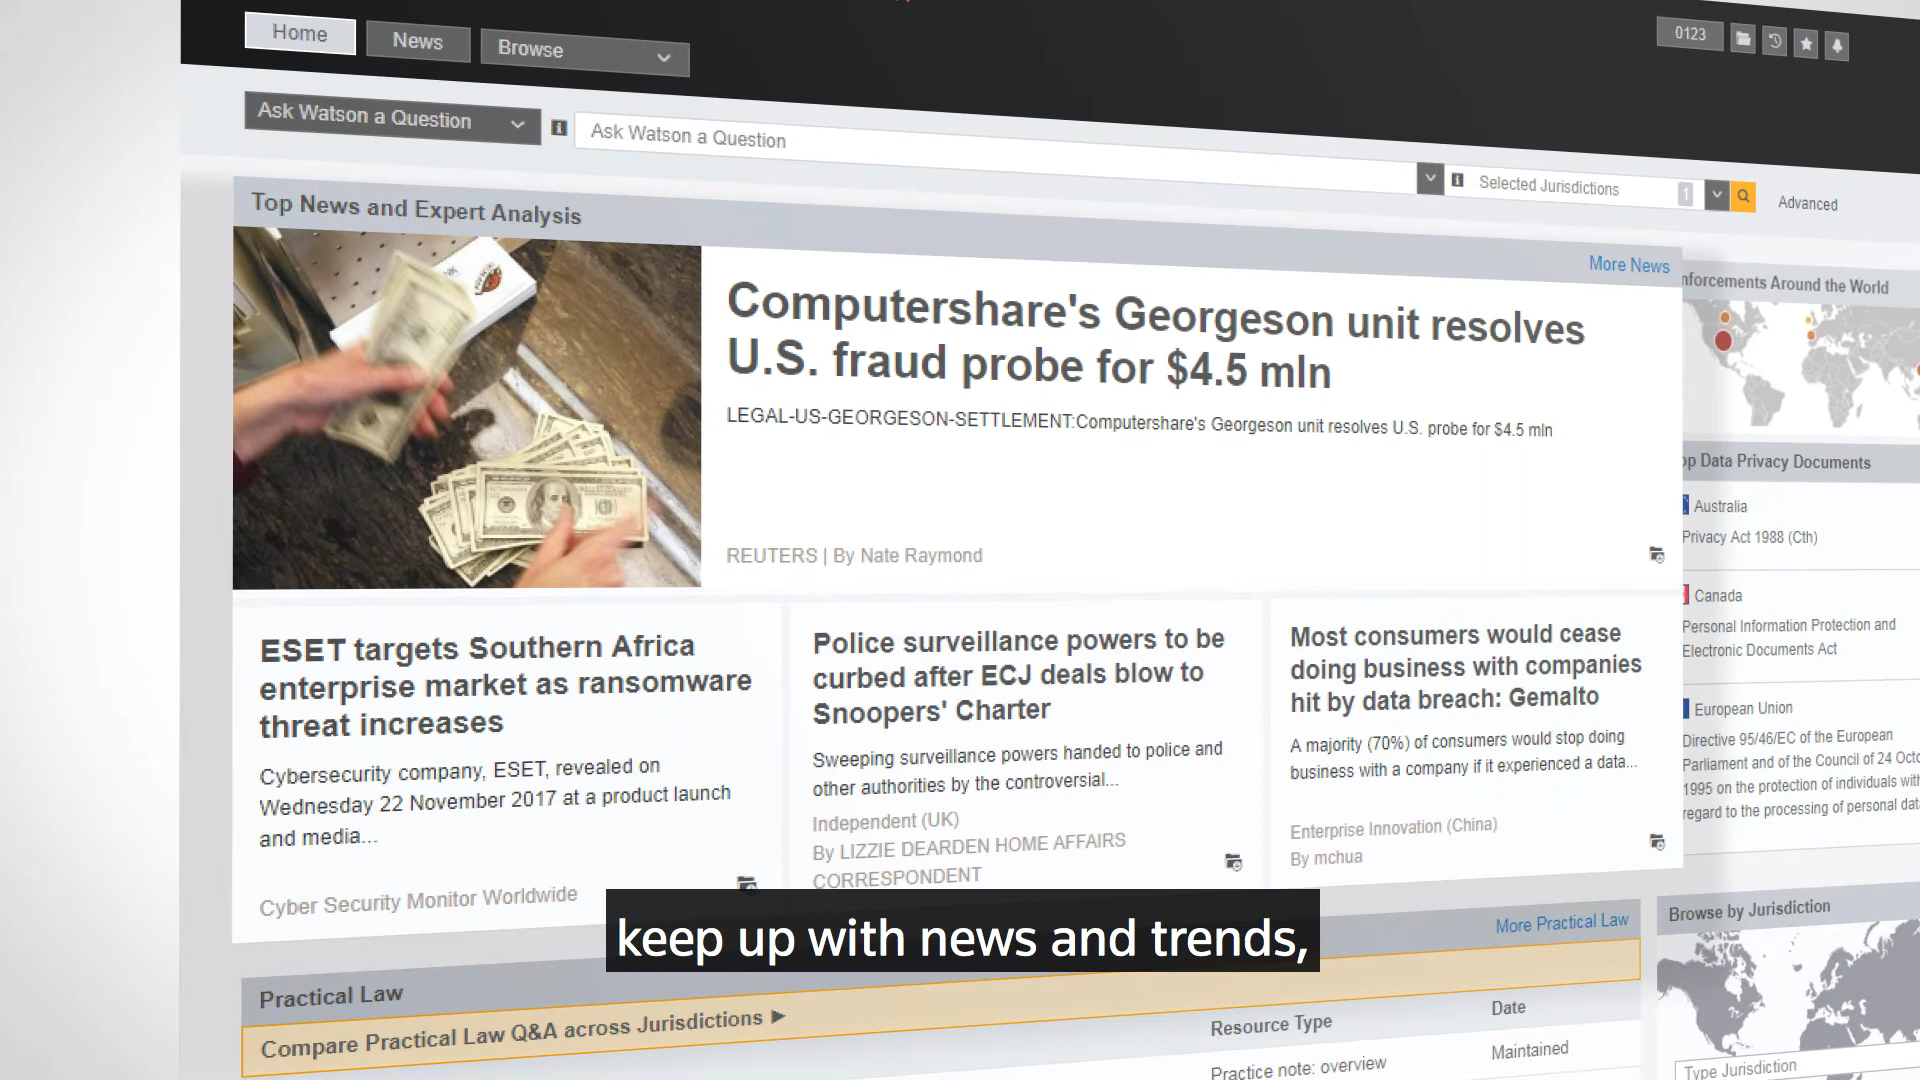 Home
News
Browse
0123
Ask Watson a Question
Ask Watson a Question
Selected Jurisdictions
1
Advanced
Top News and Expert Analysis
More News
Computershare's Georgeson unit resolves
U.S. fraud probe for $4.5 mln
LEGAL-US-GEORGESON-SETTLEMENT:Computershare's Georgeson unit resolves U.S. probe for $4.5 mln
REUTERS | By Nate Raymond
ESET targets Southern Africa
enterprise market as ransomware
threat increases
Cybersecurity company, ESET, revealed on
Wednesday 22 November 2017 at a product launch
and media...
Cyber Security Monitor Worldwide
Police surveillance powers to be
curbed after ECJ deals blow to
Snoopers' Charter
Sweeping surveillance powers handed to police and
other authorities by the controversial...
Independent (UK)
By LIZZIE DEARDEN HOME AFFAIRS
CORRESPONDENT
Most consumers would cease
doing business with companies
hit by data breach: Gemalto
A majority (70%) of consumers would stop doing
business with a company if it experienced a data...
Enterprise Innovation (China)
By mchua
nforcements Around the World
op Data Privacy Documents
Australia
Privacy Act 1988 (Cth)
Canada
Personal Information Protection and
Electronic Documents Act
European Union
Directive 95/46/EC of the European
Parliament and of the Council of 24 Octo
1995 on the protection of individuals with
regard to the processing of personal dat
keep up with news and trends,
Practical Law
More Practical Law
Compare Practical Law Q&A across Jurisdictions
Resource Type
Date
Practice note: overview
Maintained
Browse by Jurisdiction
Type Jurisdiction